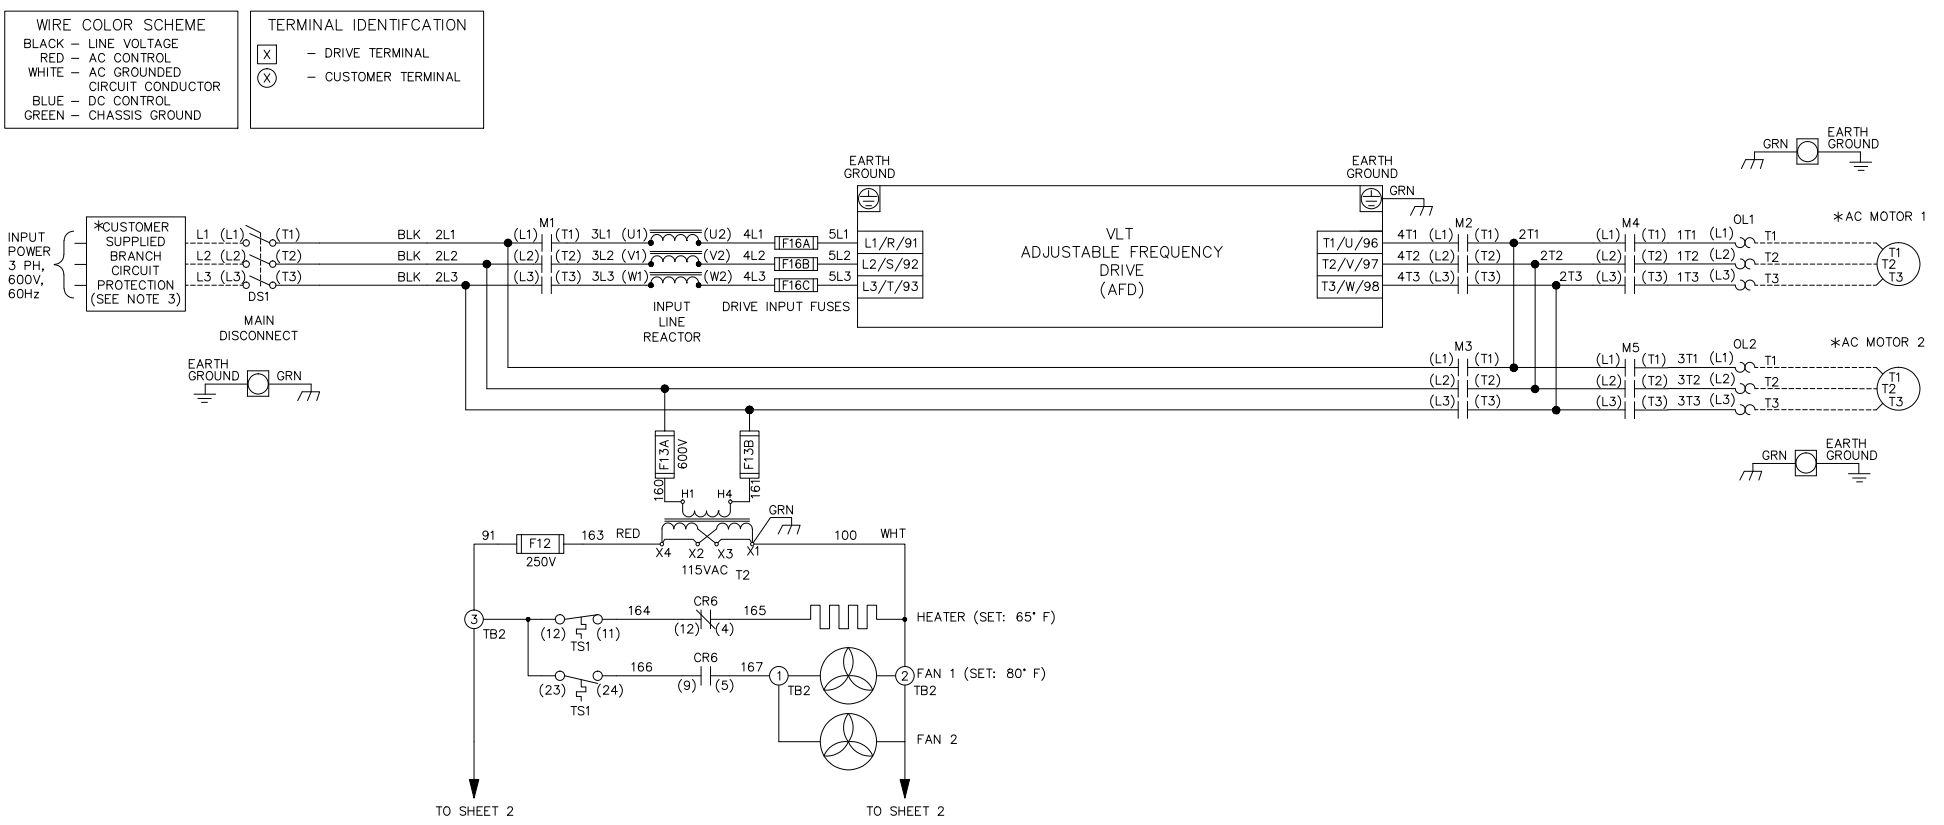 WIRE COLOR SCHEME
BLACK – LINE VOLTAGE
RED – AC CONTROL
WHITE – AC GROUNDED
CIRCUIT CONDUCTOR
BLUE – DC CONTROL
GREEN – CHASSIS GROUND
TERMINAL IDENTIFCATION
X – DRIVE TERMINAL
X – CUSTOMER TERMINAL
EARTH
GROUND
GRN
EARTH
GROUND
EARTH
GROUND
GRN
INPUT
POWER
3 PH,
600V,
60Hz
*CUSTOMER
SUPPLIED
BRANCH
CIRCUIT
PROTECTION
(SEE NOTE 3)
L1 (L1) (T1) BLK 2L1 (L1) M1 (T1) 3L1 (U1) (U2) 4L1 F16A 5L1 L1/R/91
L2 (L2) (T2) BLK 2L2 (L2) (T2) 3L2 (V1) (V2) 4L2 F16B 5L2 L2/S/92
L3 (L3) (T3) BLK 2L3 (L3) (T3) 3L3 (W1) (W2) 4L3 F16C 5L3 L3/T/93
DS1
MAIN
DISCONNECT
INPUT
LINE
REACTOR
DRIVE INPUT FUSES
VLT
ADJUSTABLE FREQUENCY
DRIVE
(AFD)
T1/U/96 4T1 (L1) M2 (T1) 2T1 (L1) M4 (T1) 1T1 (L1) OL1 T1
T2/V/97 4T2 (L2) (T2) 2T2 (L2) (T2) 1T2 (L2) T2
T3/W/98 4T3 (L3) (T3) 2T3 (L3) (T3) 1T3 (L3) T3
*AC MOTOR 1
T1
T2
T3
EARTH
GROUND
GRN
(L1) M3 (T1) (L1) M5 (T1) 3T1 (L1) OL2 T1
(L2) (T2) (L2) (T2) 3T2 (L2) T2
(L3) (T3) (L3) (T3) 3T3 (L3) T3
*AC MOTOR 2
T1
T2
T3
GRN
EARTH
GROUND
F13A
600V
F13B
160
161
H1 H4
GRN
91 F12 163 RED
250V
X4 X2 X3 X1
100 WHT
115VAC T2
3
TB2
(12) (11)
TS1
164
CR6
(12) (4)
165
HEATER (SET: 65° F)
(23) (24)
TS1
166
CR6
(9) (5)
167
1
TB2
2
TB2
FAN 1 (SET: 80° F)
FAN 2
TO SHEET 2
TO SHEET 2